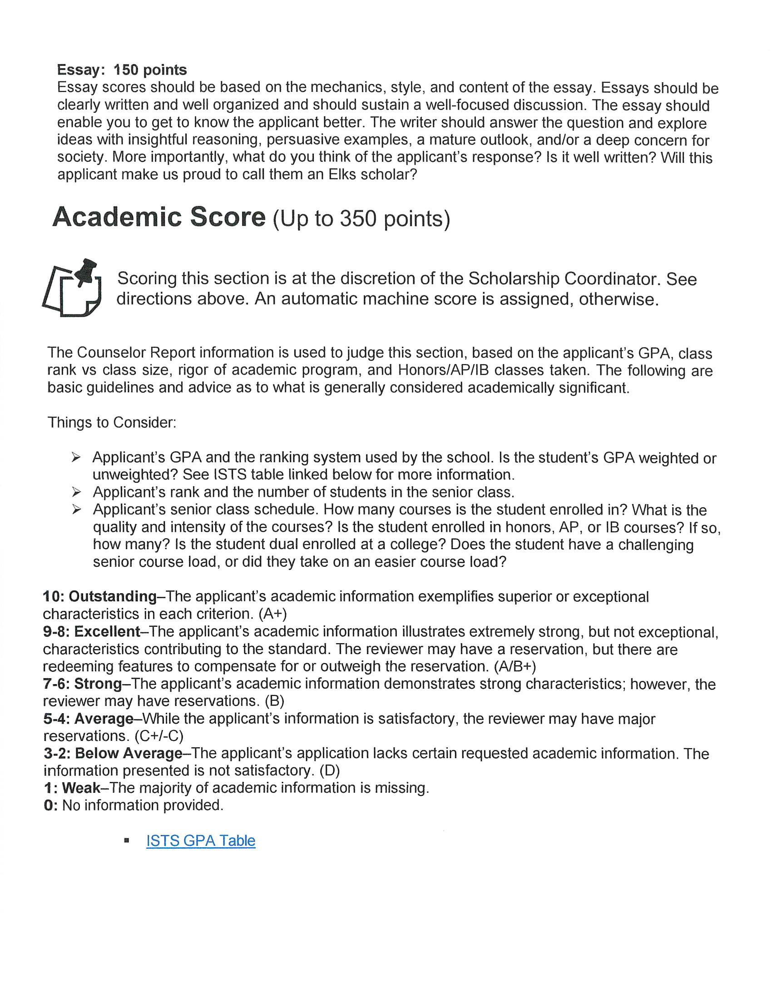 Essay:  150 points
Essay scores should be based on the mechanics, style, and content of the essay. Essays should be
clearly written and well organized and should sustain a well-focused discussion. The essay should
enable you to get to know the applicant better. The writer should answer the question and explore
ideas with insightful reasoning, persuasive examples, a mature outlook, and/or a deep concern for
society. More importantly, what do you think of the applicant's response? Is it well written? Will this
applicant make us proud to call them an Elks scholar?
Academic Score (Up to 350 points)
Scoring this section is at the discretion of the Scholarship Coordinator. See
directions above. An automatic machine score is assigned, otherwise.
The Counselor Report information is used to judge this section, based on the applicant's GPA, class
rank vs class size, rigor of academic program, and Honors/AP/IB classes taken. The following are
basic guidelines and advice as to what is generally considered academically significant.
Things to Consider:
➢ Applicant's GPA and the ranking system used by the school. Is the student's GPA weighted or
unweighted? See ISTS table linked below for more information.
➢ Applicant's rank and the number of students in the senior class.
➢ Applicant's senior class schedule. How many courses is the student enrolled in? What is the
quality and intensity of the courses? Is the student enrolled in honors, AP, or IB courses? If so,
how many? Is the student dual enrolled at a college? Does the student have a challenging
senior course load, or did they take on an easier course load?
10: Outstanding–The applicant's academic information exemplifies superior or exceptional
characteristics in each criterion. (A+)
9-8: Excellent–The applicant's academic information illustrates extremely strong, but not exceptional,
characteristics contributing to the standard. The reviewer may have a reservation, but there are
redeeming features to compensate for or outweigh the reservation. (A/B+)
7-6: Strong–The applicant's academic information demonstrates strong characteristics; however, the
reviewer may have reservations. (B)
5-4: Average–While the applicant's information is satisfactory, the reviewer may have major
reservations. (C+/-C)
3-2: Below Average–The applicant's application lacks certain requested academic information. The
information presented is not satisfactory. (D)
1: Weak–The majority of academic information is missing.
0: No information provided.
▪ ISTS GPA Table